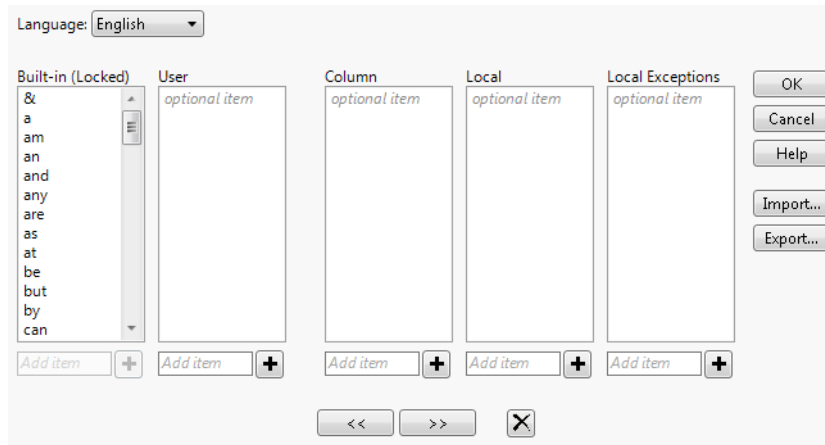 Language: English
Built-in (Locked) User Column Local Local Exceptions
& optional item optional item optional item optional item
a
am
an
and
any
are
as
at
be
but
by
can
OK
Cancel
Help
Import...
Export...
Add item + Add item + Add item + Add item + Add item +
<< >> X